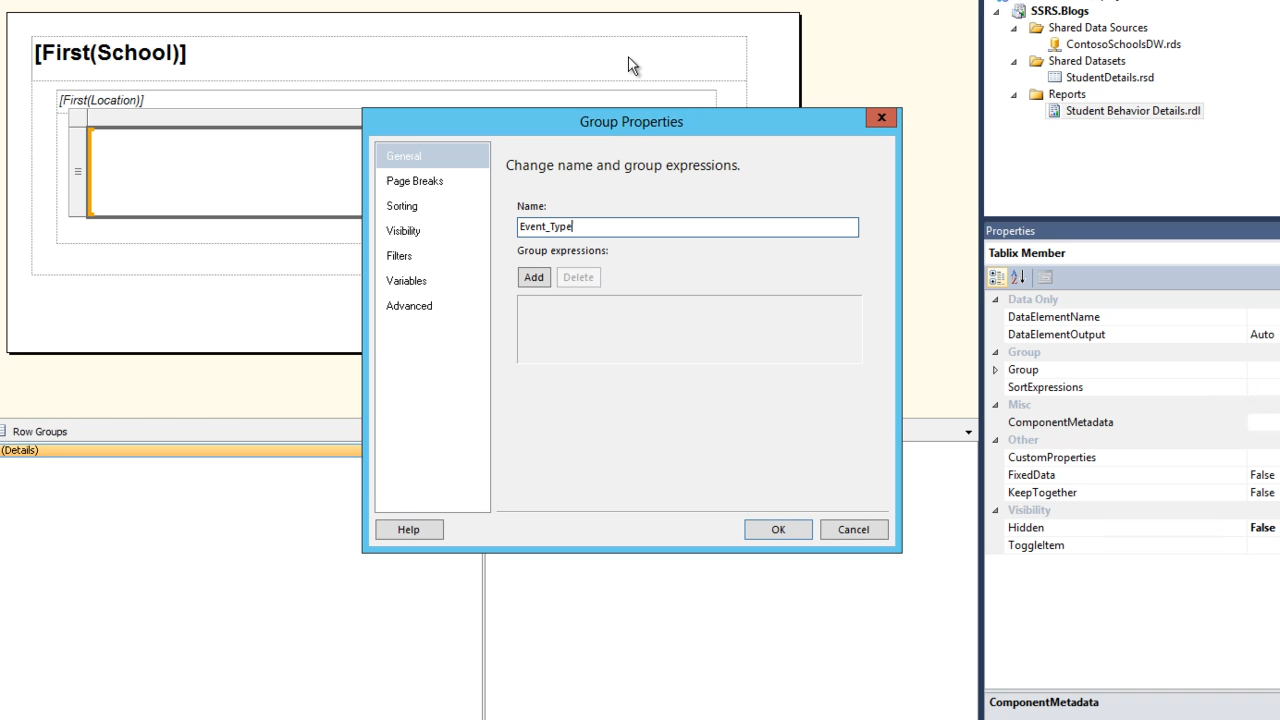 SSRS.Blogs
Shared Data Sources
ContosoSchoolsDW.rds
Shared Datasets
StudentDetails.rsd
Reports
Student Behavior Details.rdl
[First(School)]
[First(Location)]
Group Properties
x
General
Page Breaks
Sorting
Visibility
Filters
Variables
Advanced
Change name and group expressions.
Name:
Event_Type
Group expressions:
Add
Delete
Help
OK
Cancel
Row Groups
(Details)
Properties
Tablix Member
Data Only
DataElementName
DataElementOutput Auto
Group
Group
SortExpressions
Misc
ComponentMetadata
Other
CustomProperties
FixedData False
KeepTogether False
Visibility
Hidden False
ToggleItem
ComponentMetadata